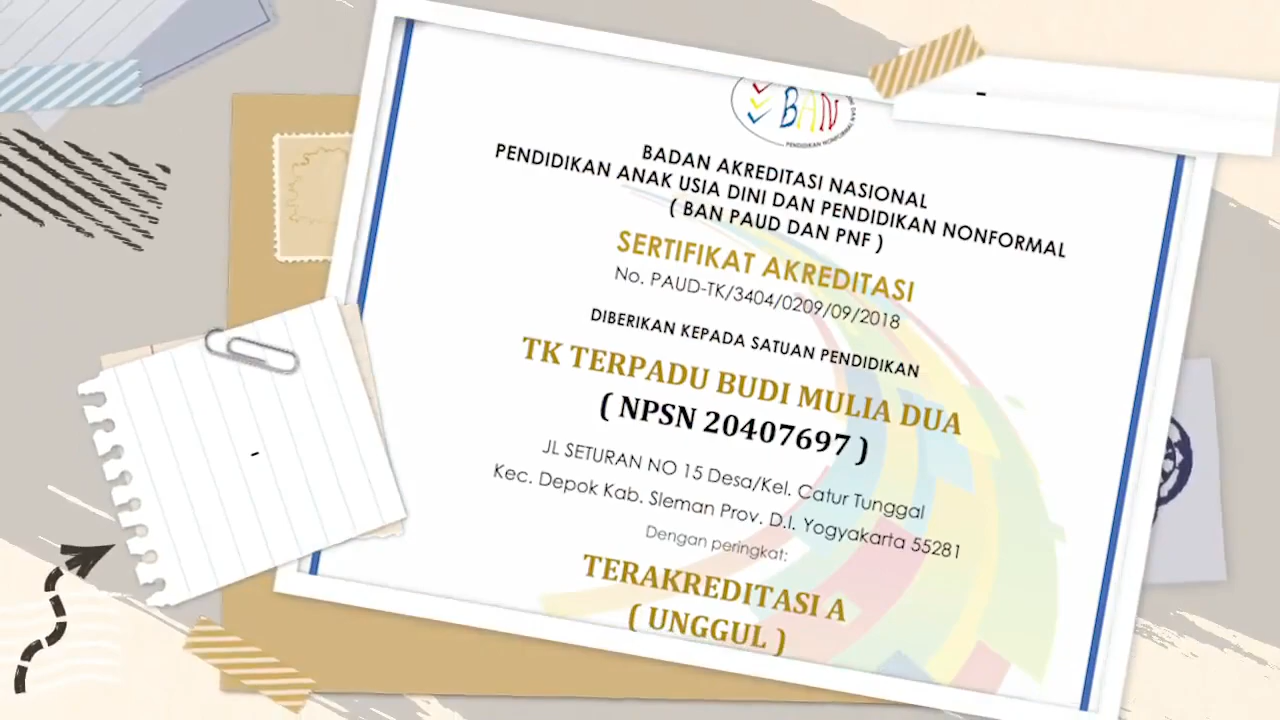 BAN
PENDIDIKAN NONFORMAL
BADAN AKREDITASI NASIONAL
PENDIDIKAN ANAK USIA DINI DAN PENDIDIKAN NONFORMAL
( BAN PAUD DAN PNF )
SERTIFIKAT AKREDITASI
No. PAUD-TK/3404/0209/09/2018
DIBERIKAN KEPADA SATUAN PENDIDIKAN
TK TERPADU BUDI MULIA DUA
( NPSN 20407697 )
JL SETURAN NO 15 Desa/Kel. Catur Tunggal
Kec. Depok Kab. Sleman Prov. D.I. Yogyakarta 55281
Dengan peringkat:
TERAKREDITASI A
( UNGGUL )
-
-